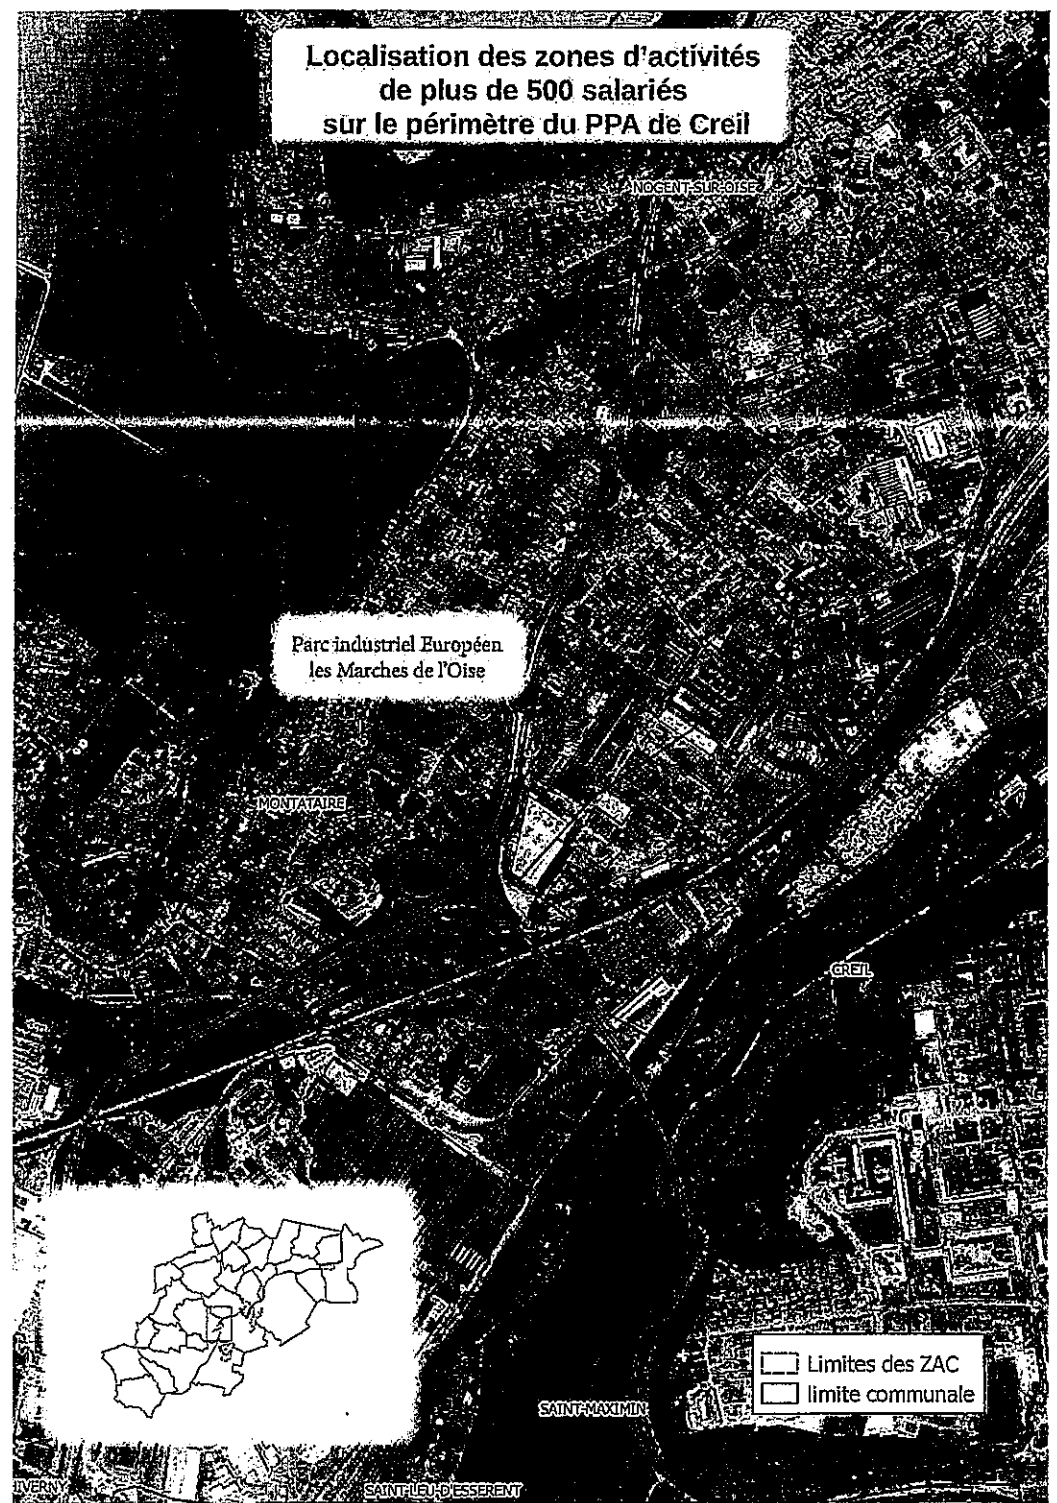 Localisation des zones d'activités
de plus de 500 salariés
sur le périmètre du PPA de Creil
NOGENT-SUR-OISE
Parc industriel Européen
les Marches de l'Oise
MONTATAIRE
CREIL
Limites des ZAC
limite communale
SAINT-MAXIMIN
IVERNY
SAINT-LEU-D'ESSERENT